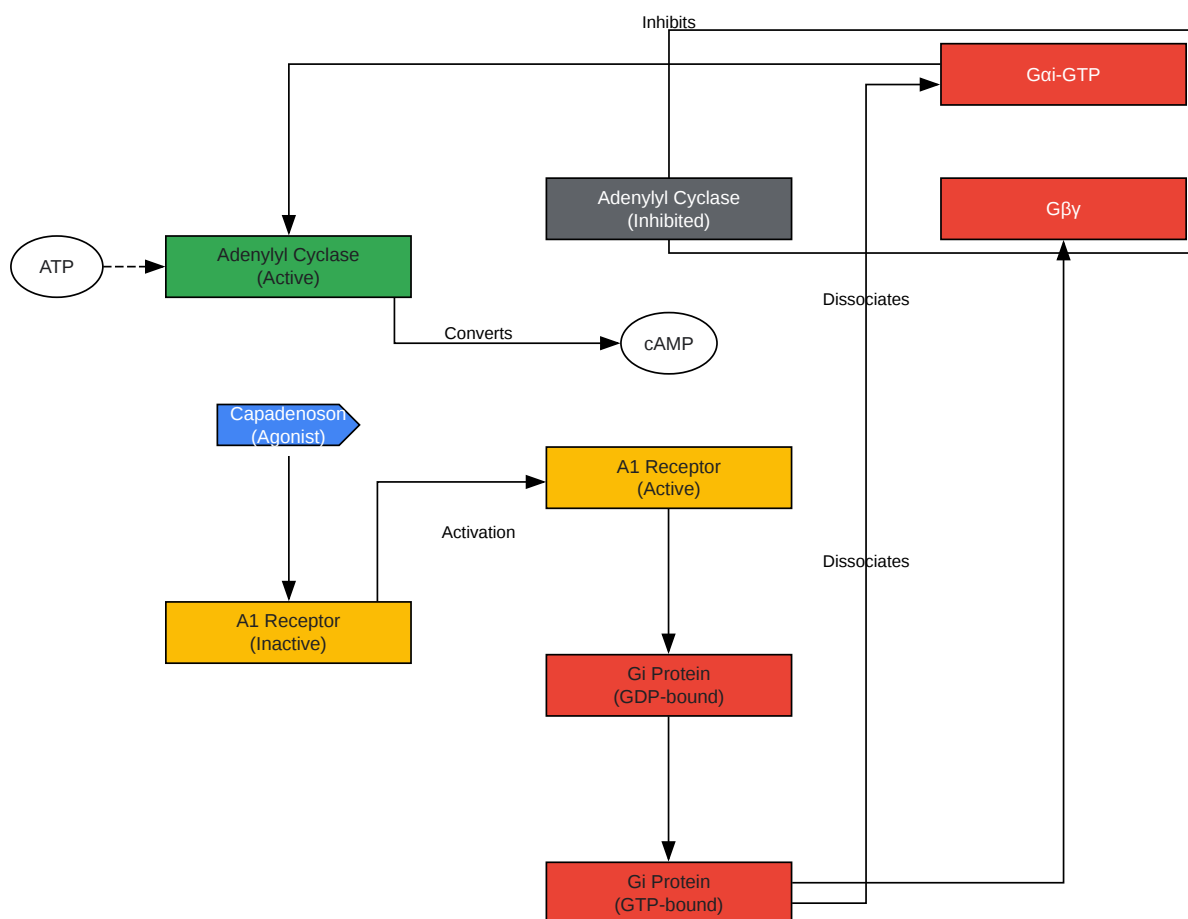 Inhibits
Gαi-GTP
Adenylyl Cyclase
(Inhibited)
Gβγ
ATP
Adenylyl Cyclase
(Active)
Dissociates
Converts
cAMP
Capadenoson
(Agonist)
A1 Receptor
(Active)
Activation
Dissociates
A1 Receptor
(Inactive)
Gi Protein
(GDP-bound)
Gi Protein
(GTP-bound)